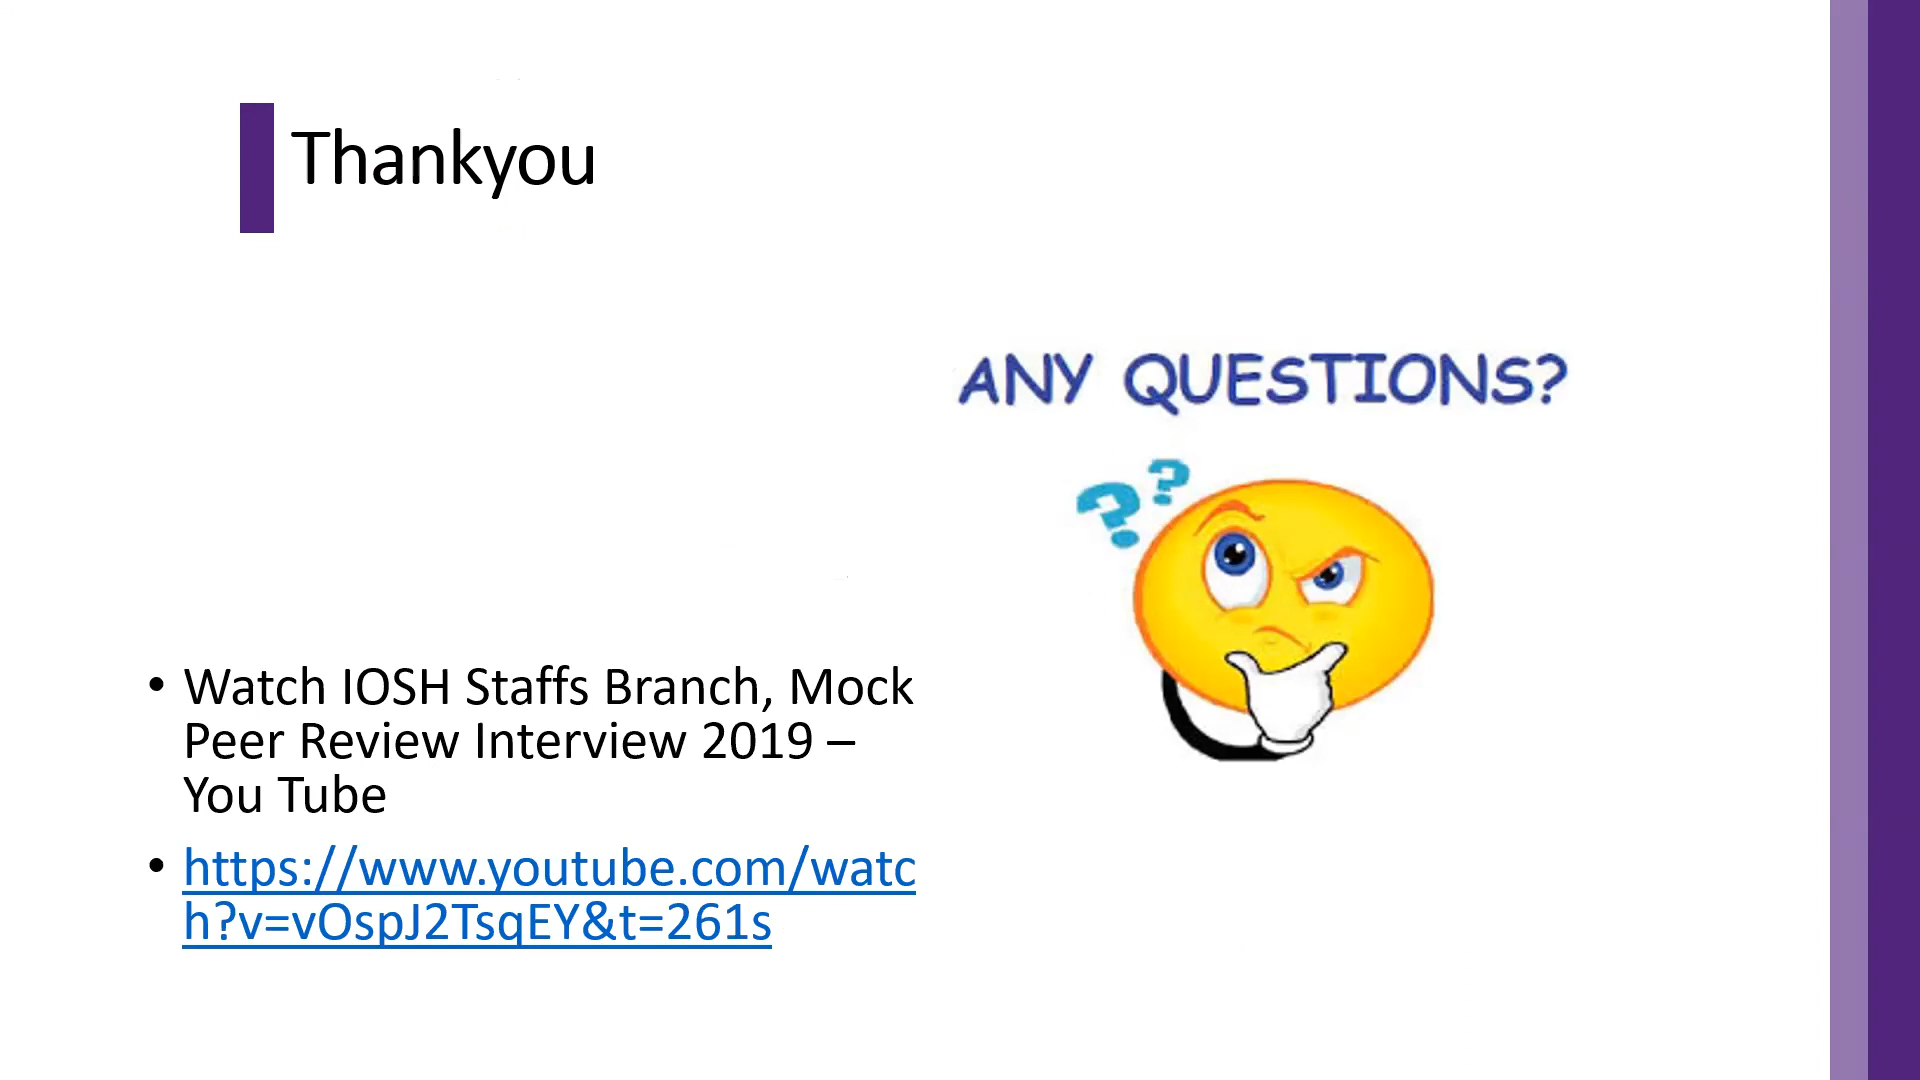 Thankyou
ANY QUESTIONS?
? ?
• Watch IOSH Staffs Branch, Mock
Peer Review Interview 2019 –
You Tube
• https://www.youtube.com/watc
h?v=vOspJ2TsqEY&t=261s